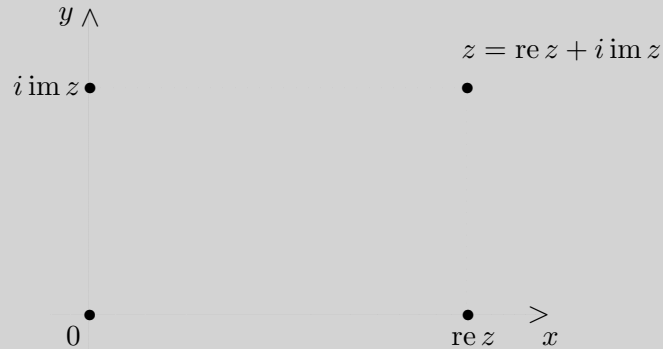 y
z = re z + i im z
i im z
0
re z
x